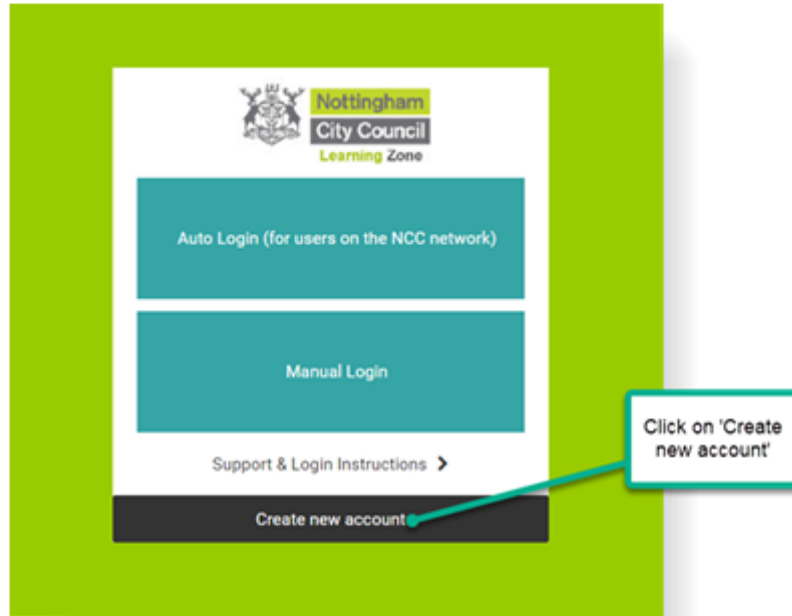 Nottingham
City Council
Learning Zone
Auto Login (for users on the NCC network)
Manual Login
Support & Login Instructions
Create new account
Click on 'Create
new account'